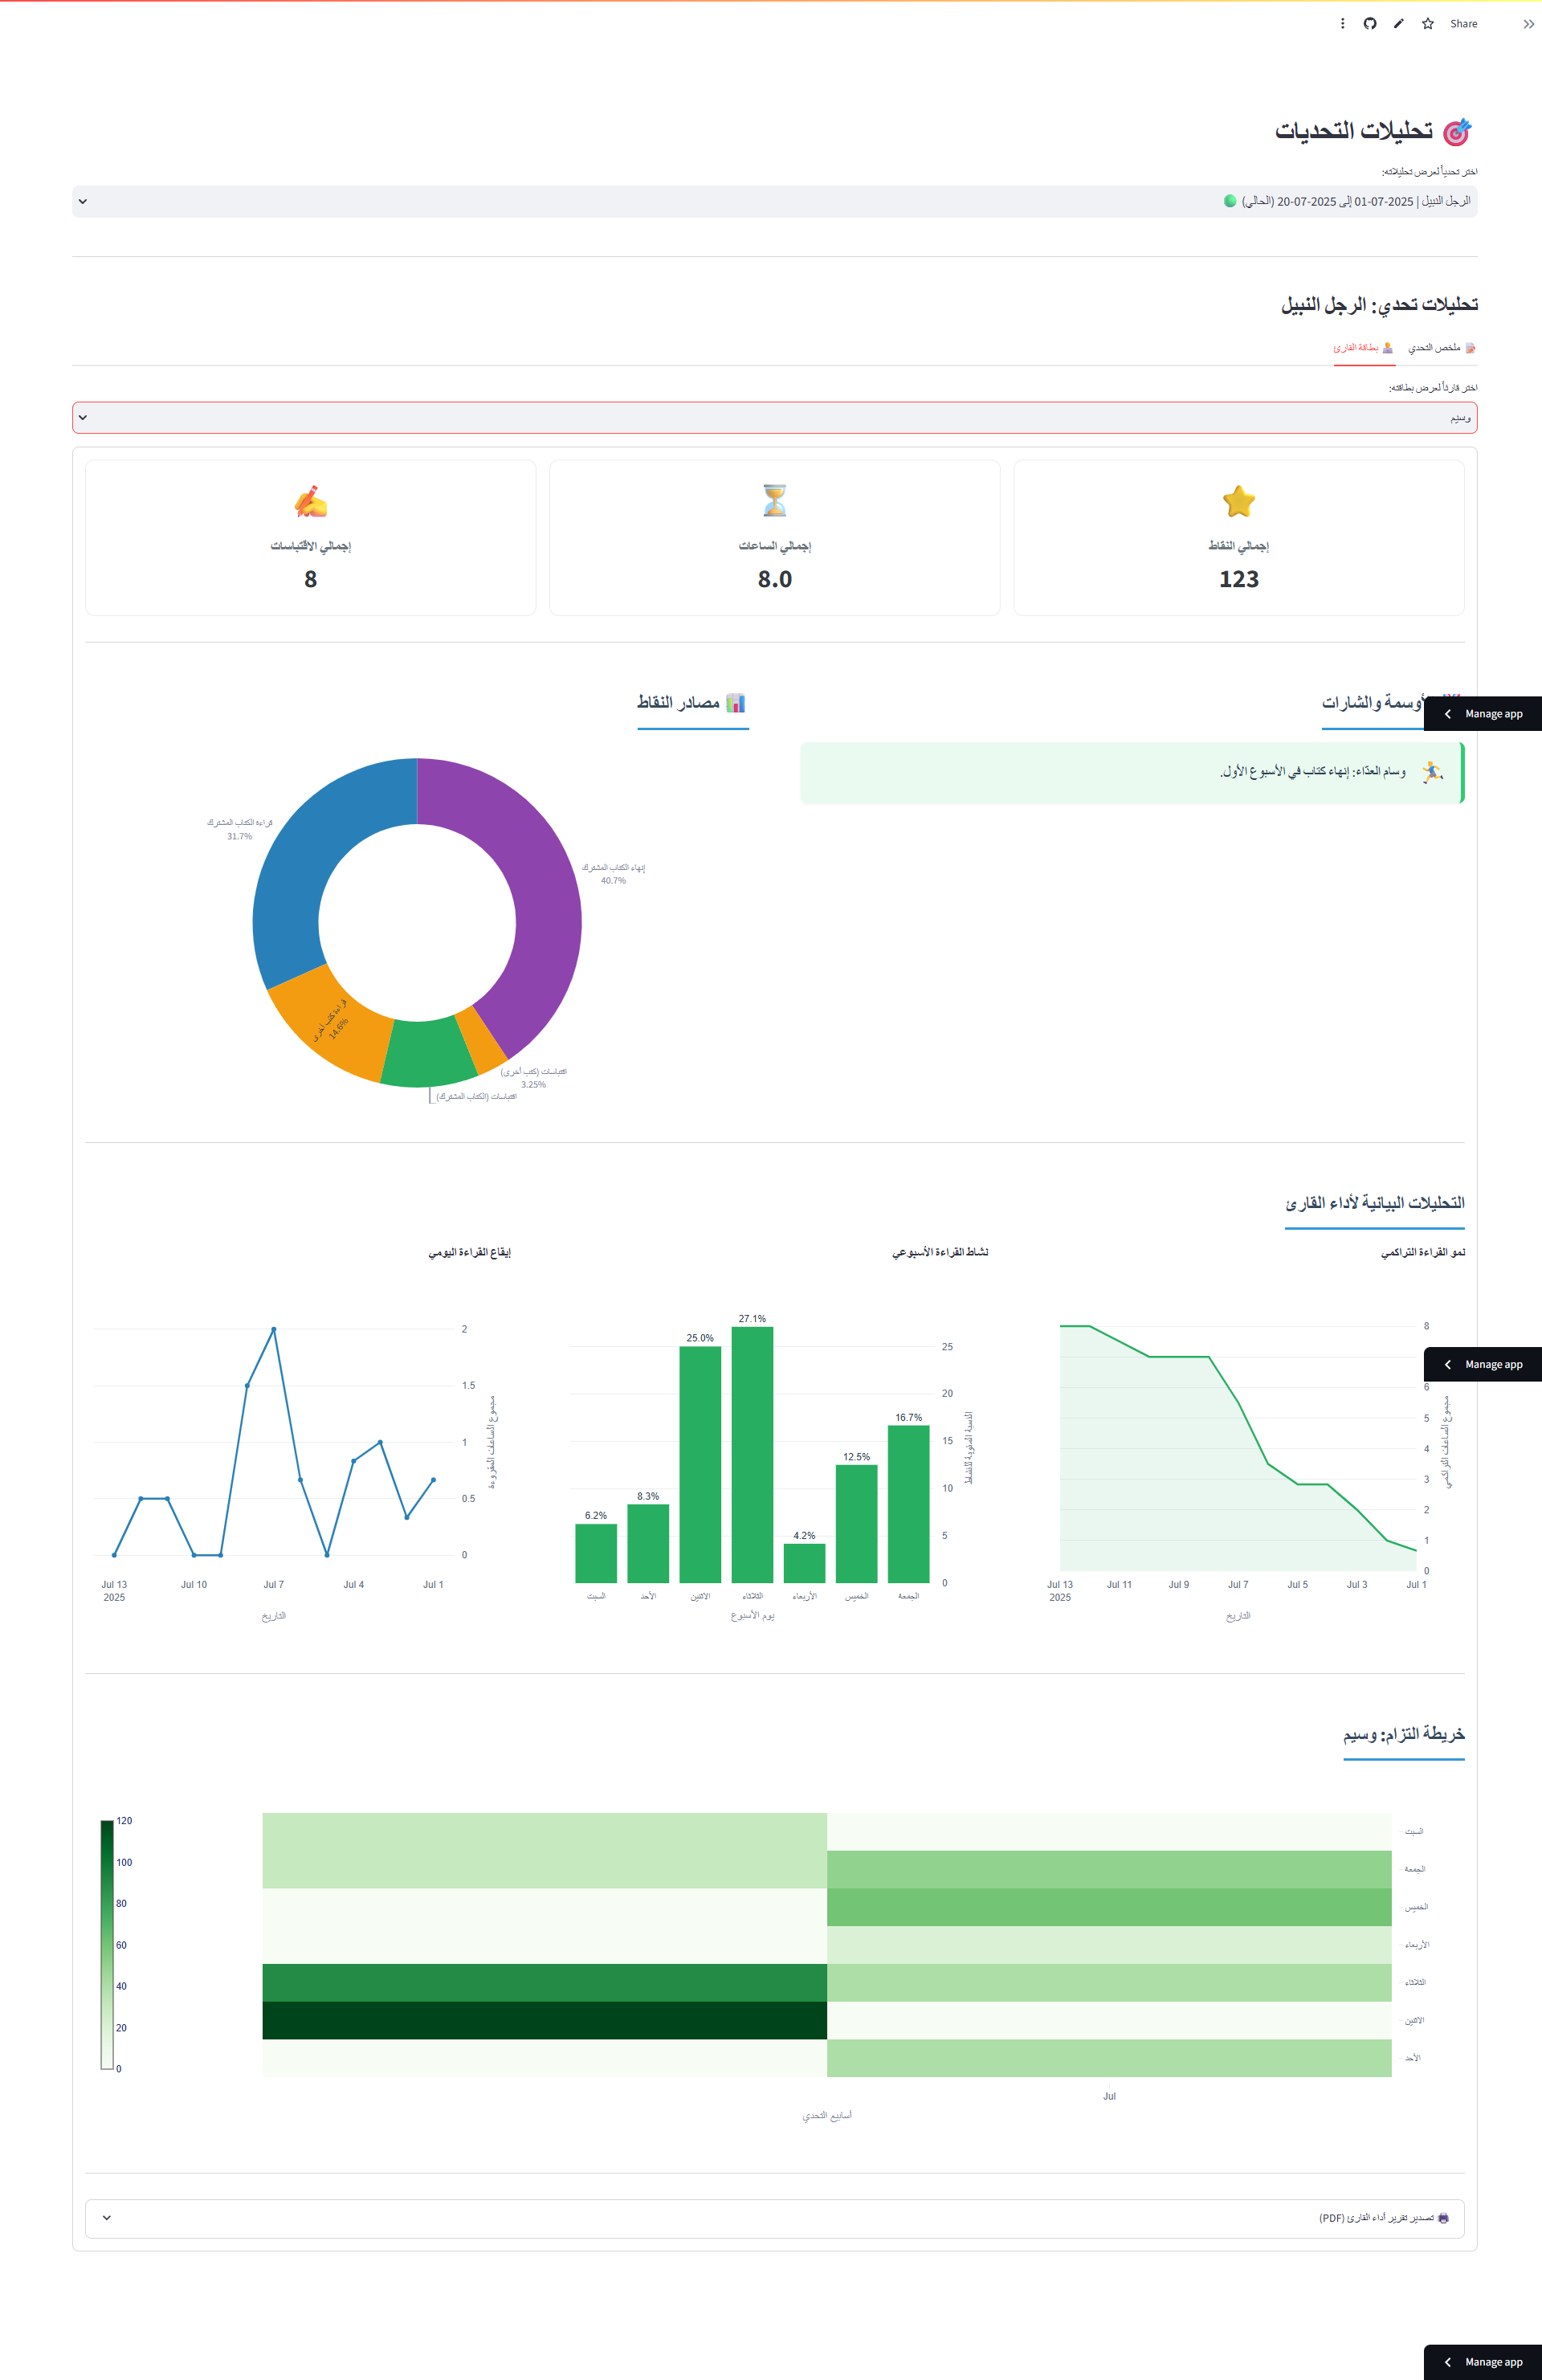 Share
تحليلات التحديات
اختر تحدياً لعرض تحليلاته:
الرجل النبيل | 2025-07-01 إلى 2025-07-20 (الحالي)
تحليلات تحدي: الرجل النبيل
ملخص التحدي
بطاقة القارئ
اختر قارئاً لعرض بطاقته:
وسيم
إجمالي النقاط
123
إجمالي الساعات
8.0
إجمالي الاقتباسات
8
الأوسمة والشارات
Manage app
وسام العدّاء: إنهاء كتاب في الأسبوع الأول.
مصادر النقاط
قراءة الكتاب المشترك
31.7%
إنهاء الكتاب المشترك
40.7%
قراءة كتب أخرى
14.6%
اقتباسات (كتب أخرى)
3.25%
اقتباسات (الكتاب المشترك)
التحليلات البيانية لأداء القارئ
نمو القراءة التراكمي
8
Manage app
6
5
4
3
2
1
0
مجموع الساعات التراكمي
Jul 13
2025
Jul 11
Jul 9
Jul 7
Jul 5
Jul 3
Jul 1
التاريخ
نشاط القراءة الأسبوعي
25
20
15
10
5
0
النسبة المئوية للنشاط
6.2%
8.3%
25.0%
27.1%
4.2%
12.5%
16.7%
السبت
الأحد
الاثنين
الثلاثاء
الأربعاء
الخميس
الجمعة
يوم الأسبوع
إيقاع القراءة اليومي
2
1.5
1
0.5
0
مجموع الساعات المقروءة
Jul 13
2025
Jul 10
Jul 7
Jul 4
Jul 1
التاريخ
خريطة التزام: وسيم
السبت
الجمعة
الخميس
الأربعاء
الثلاثاء
الاثنين
الأحد
Jul
أسابيع التحدي
120
100
80
60
40
20
0
تصدير تقرير أداء القارئ (PDF)
Manage app